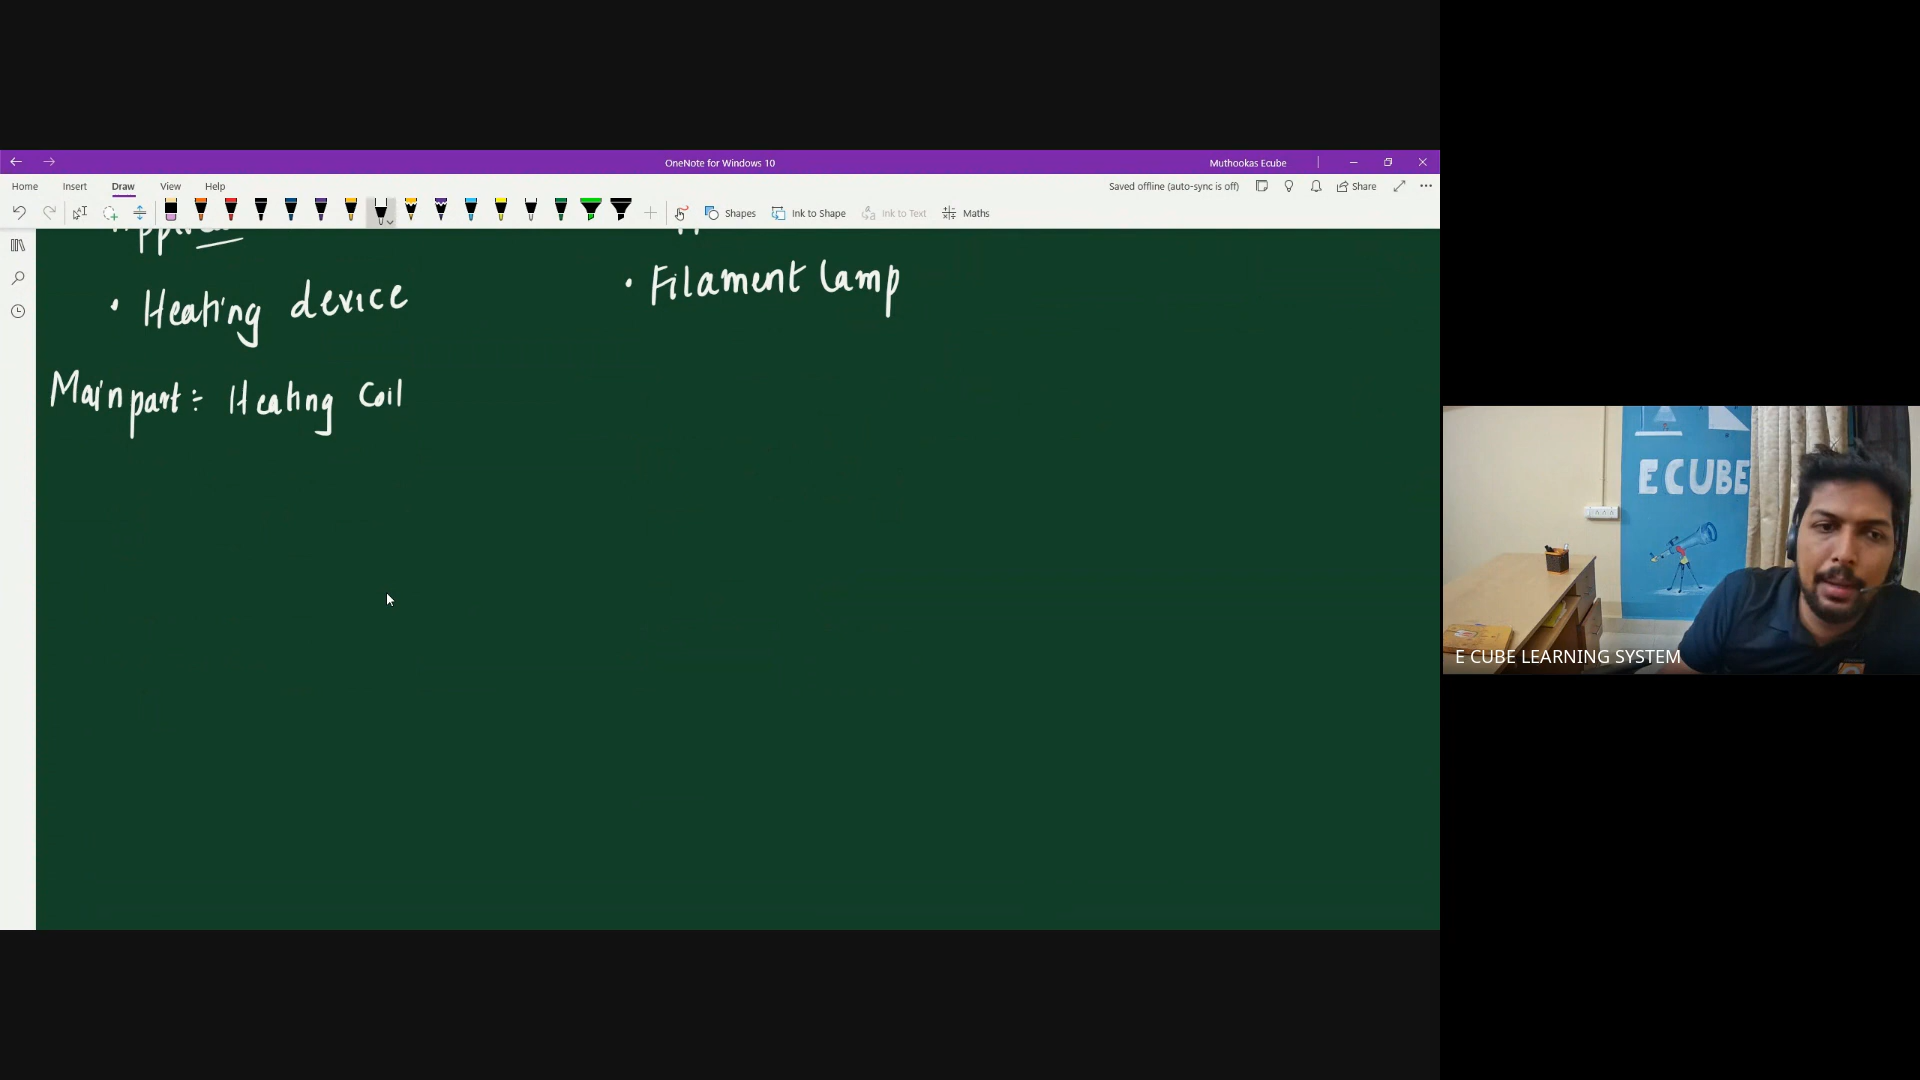 OneNote for Windows 10
Muthookas Ecube
Home Insert Draw View Help
Saved offline (auto-sync is off) Share
Shapes Ink to Shape Ink to Text Maths
• Filament lamp
• Heating device
Main part :- Heating Coil
E CUBE
E CUBE LEARNING SYSTEM